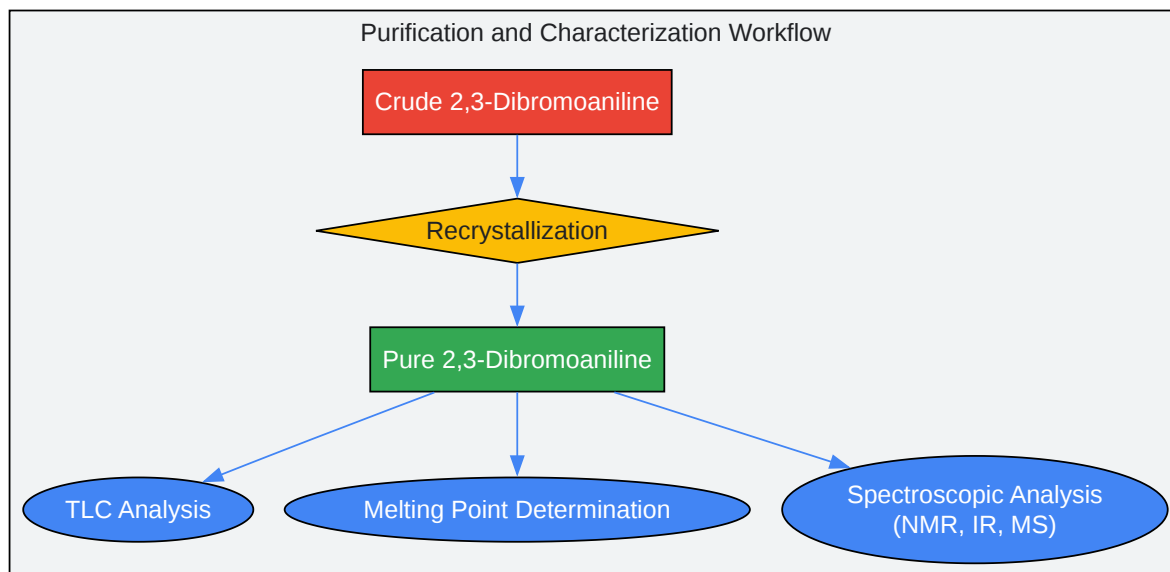 Purification and Characterization Workflow
Crude 2,3-Dibromoaniline
Recrystallization
Pure 2,3-Dibromoaniline
TLC Analysis
Melting Point Determination
Spectroscopic Analysis
(NMR, IR, MS)